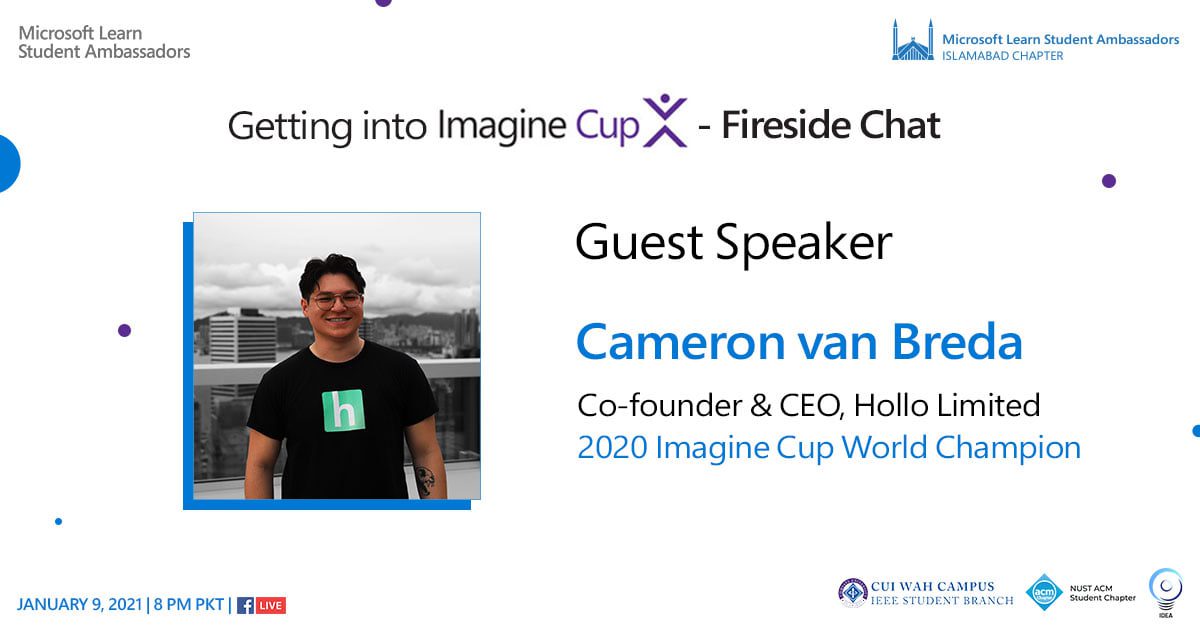 Microsoft Learn
Student Ambassadors
Microsoft Learn Student Ambassadors
ISLAMABAD CHAPTER
Getting into Imagine Cup - Fireside Chat
h
Guest Speaker
Cameron van Breda
Co-founder & CEO, Hollo Limited
2020 Imagine Cup World Champion
JANUARY 9, 2021 | 8 PM PKT | f LIVE
CUI WAH CAMPUS
IEEE STUDENT BRANCH
acm
Chapter
NUST ACM
Student Chapter
IDEA